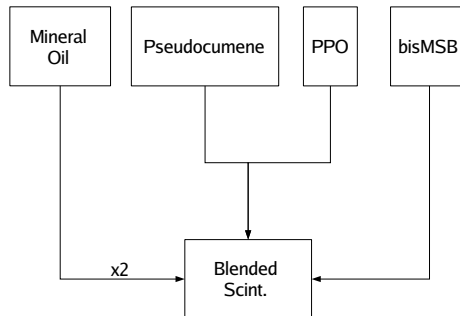 Mineral
Oil
Pseudocumene
PPO
bisMSB
x2
Blended
Scint.